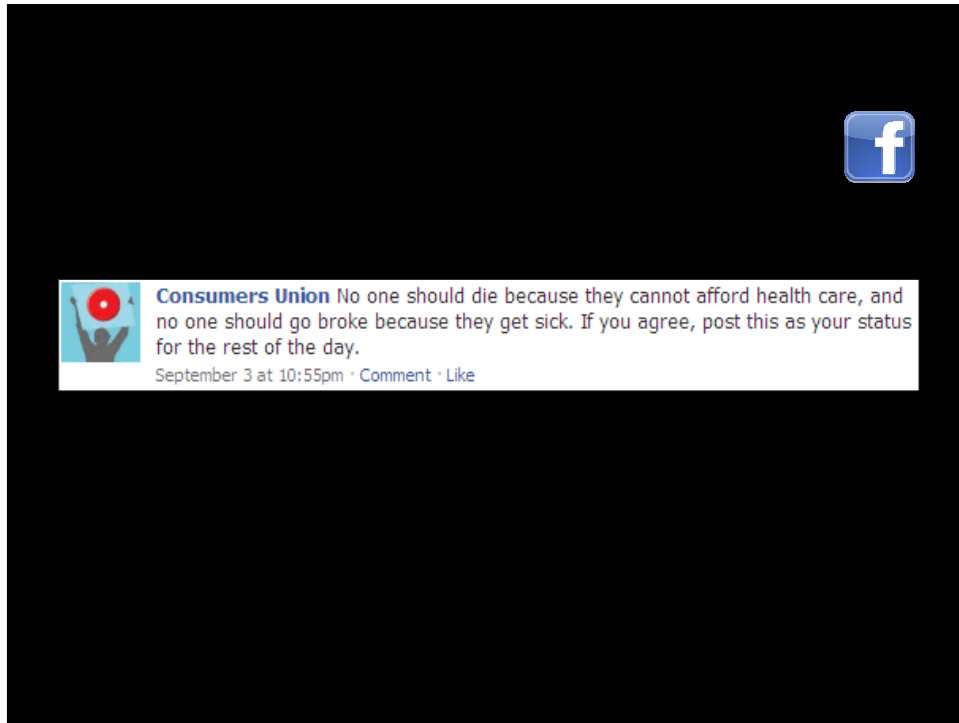 f
Consumers Union No one should die because they cannot afford health care, and
no one should go broke because they get sick. If you agree, post this as your status
for the rest of the day.
September 3 at 10:55pm · Comment · Like